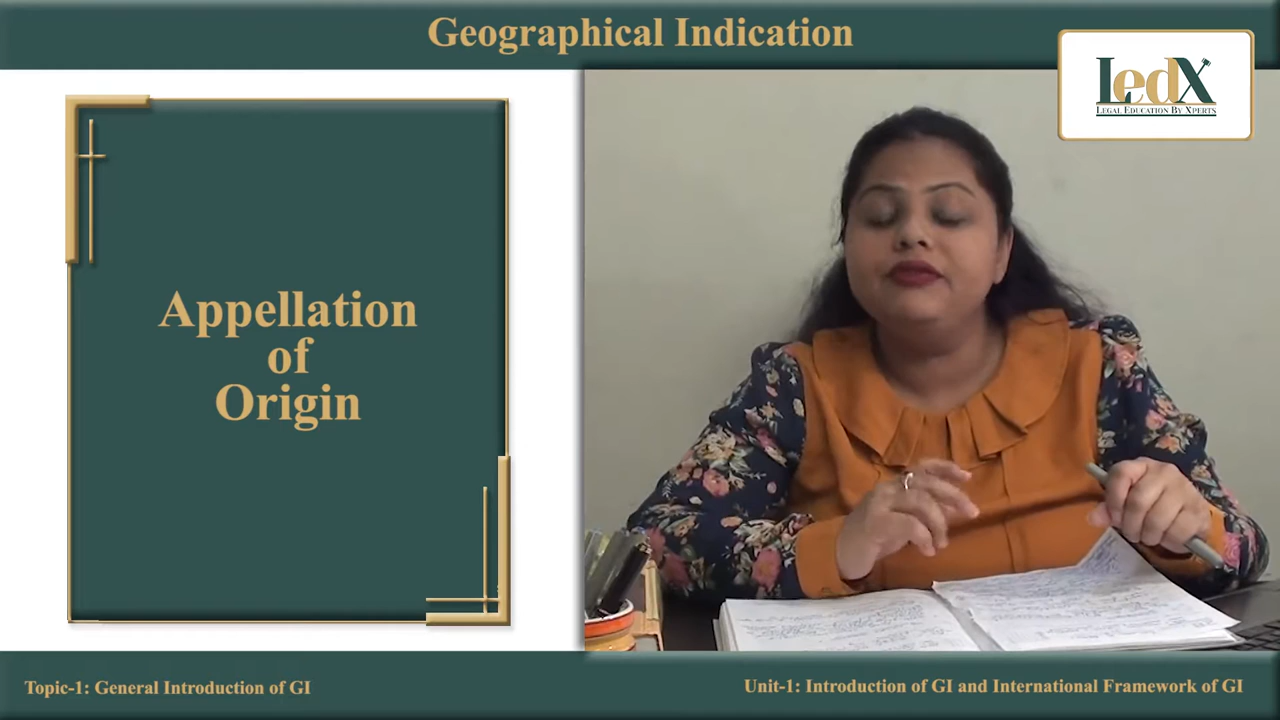 Geographical Indication
LedX
LEGAL EDUCATION BY XPERTS
Appellation
of
Origin
Topic-1: General Introduction of GI
Unit-1: Introduction of GI and International Framework of GI